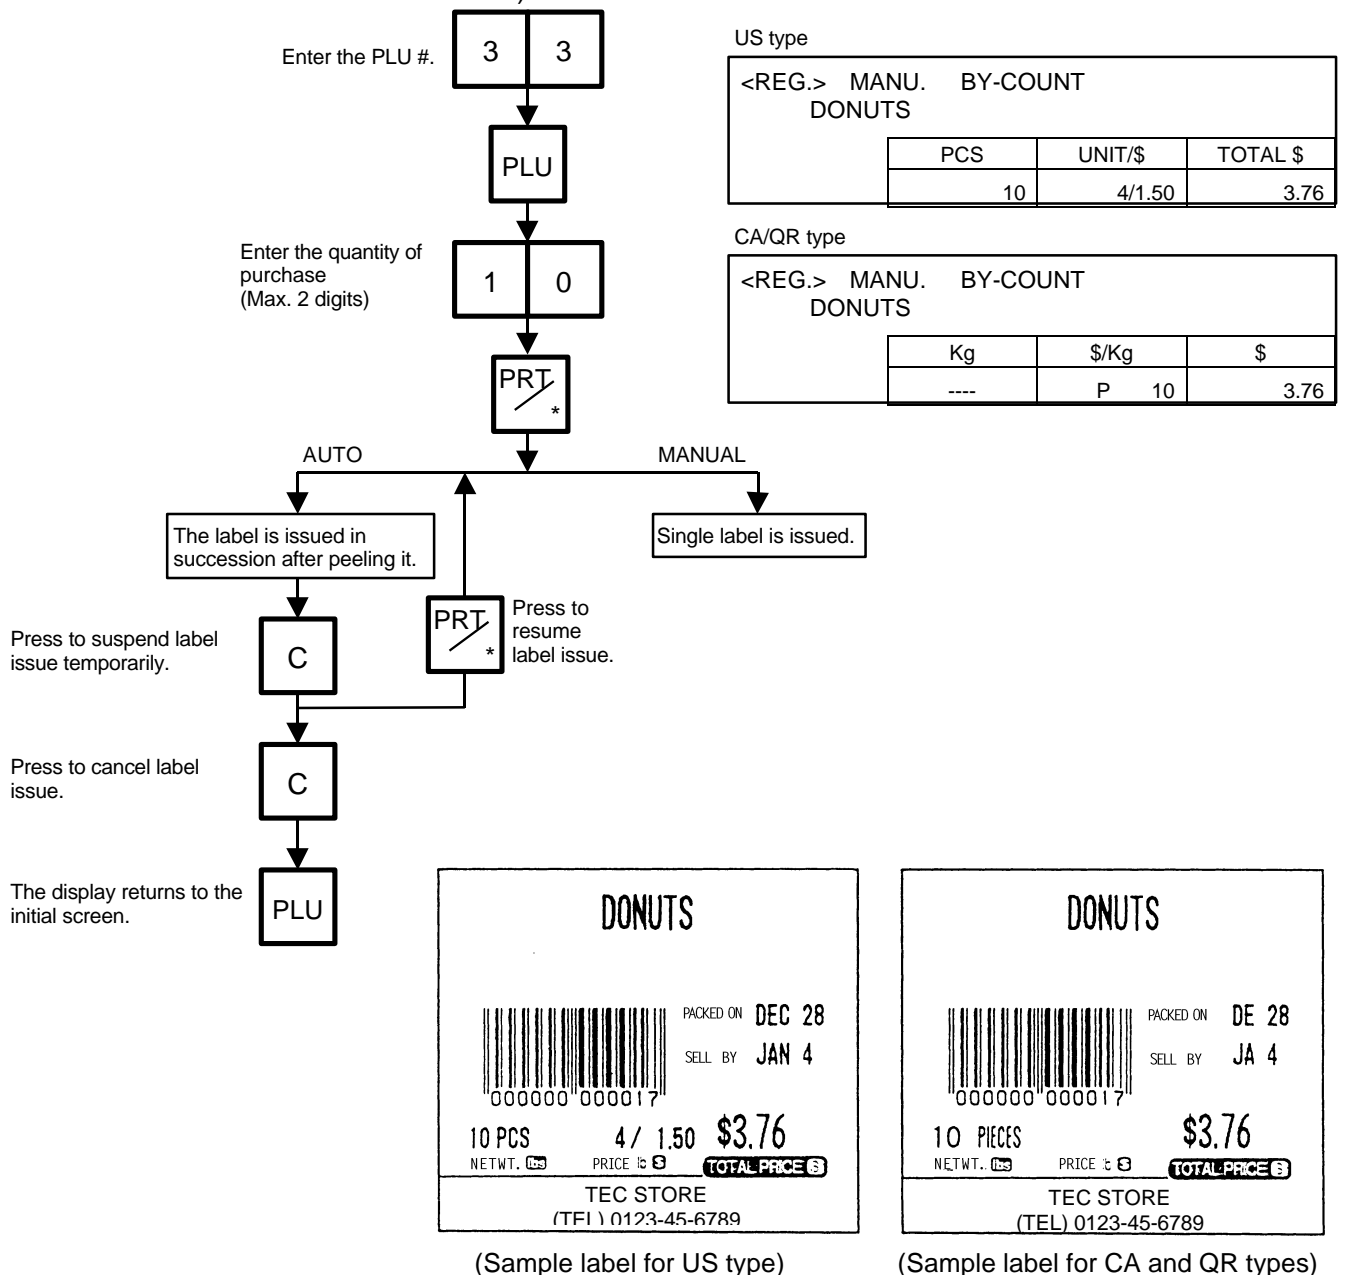 )
Enter the PLU #.
3 3
PLU
Enter the quantity of
purchase
(Max. 2 digits)
1 0
PRT
*
US type
<REG.> MANU. BY-COUNT
DONUTS
PCS UNIT/$ TOTAL $
10 4/1.50 3.76
CA/QR type
<REG.> MANU. BY-COUNT
DONUTS
Kg $/Kg $
---- P 10 3.76
AUTO MANUAL
The label is issued in
succession after peeling it.
Single label is issued.
Press to suspend label
issue temporarily.
C
PRT
*
Press to
resume
label issue.
Press to cancel label
issue.
C
The display returns to the
initial screen.
PLU
DONUTS
PACKED ON DEC 28
SELL BY JAN 4
000000 000017
10 PCS 4/ 1.50 $3.76
NETWT. lbs PRICE lb $ TOTAL PRICE $
TEC STORE
(TEL) 0123-45-6789
(Sample label for US type)
DONUTS
PACKED ON DE 28
SELL BY JA 4
000000 000017
10 PIECES $3.76
NETWT. lbs PRICE $ TOTAL PRICE $
TEC STORE
(TEL) 0123-45-6789
(Sample label for CA and QR types)